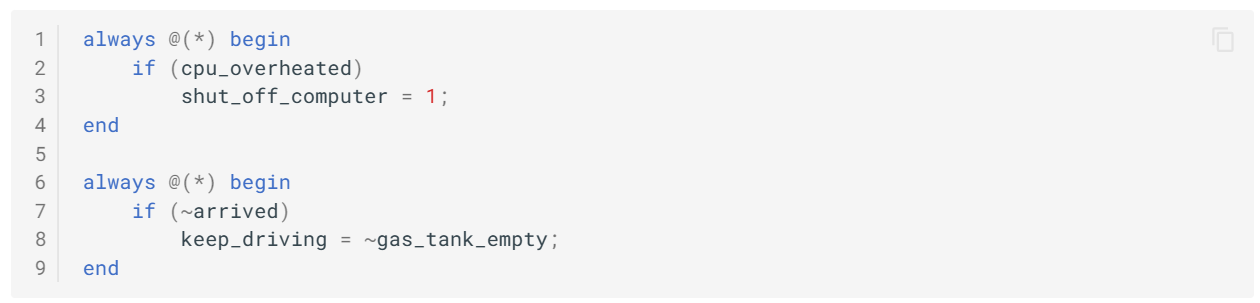 1 always @(*) begin
2     if (cpu_overheated)
3         shut_off_computer = 1;
4 end
5
6 always @(*) begin
7     if (~arrived)
8         keep_driving = ~gas_tank_empty;
9 end